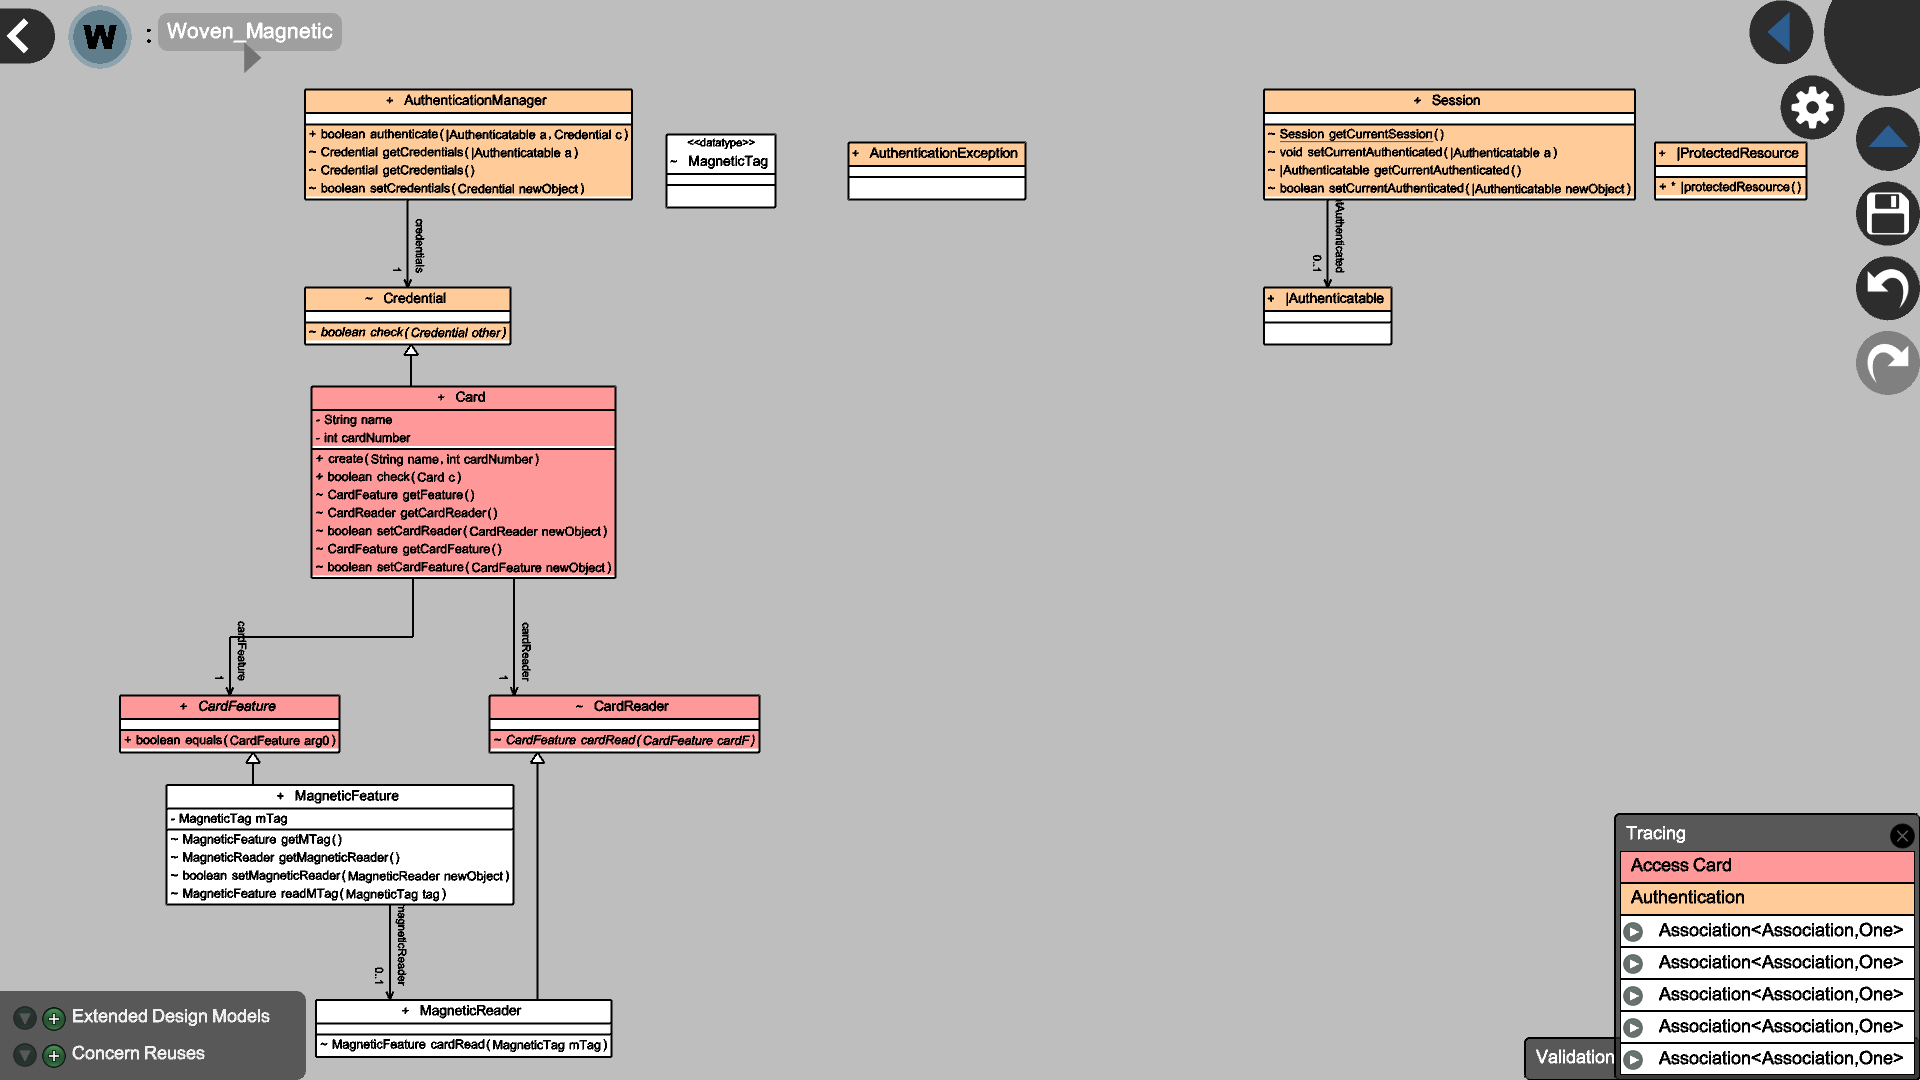 W : Woven_Magnetic
+ AuthenticationManager
+ boolean authenticate(|Authenticatable a, Credential c)
~ Credential getCredentials(|Authenticatable a)
~ Credential getCredentials()
~ boolean setCredentials(Credential newObject)
<<datatype>>
~ MagneticTag
+ AuthenticationException
+ Session
~ Session getCurrentSession()
~ void setCurrentAuthenticated(|Authenticatable a)
~ |Authenticatable getCurrentAuthenticated()
~ boolean setCurrentAuthenticated(|Authenticatable newObject)
+ |ProtectedResource
+ * |protectedResource()
credentials
1
tAuthenticated
0..1
~ Credential
~ boolean check(Credential other)
+ |Authenticatable
+ Card
- String name
- int cardNumber
+ create(String name, int cardNumber)
+ boolean check(Card c)
~ CardFeature getFeature()
~ CardReader getCardReader()
~ boolean setCardReader(CardReader newObject)
~ CardFeature getCardFeature()
~ boolean setCardFeature(CardFeature newObject)
cardFeature
1
cardReader
1
+ CardFeature
+ boolean equals(CardFeature arg0)
~ CardReader
~ CardFeature cardRead(CardFeature cardF)
+ MagneticFeature
- MagneticTag mTag
~ MagneticFeature getMTag()
~ MagneticReader getMagneticReader()
~ boolean setMagneticReader(MagneticReader newObject)
~ MagneticFeature readMTag(MagneticTag tag)
magneticReader
0..1
+ MagneticReader
~ MagneticFeature cardRead(MagneticTag mTag)
Extended Design Models
Concern Reuses
Validation
Tracing
Access Card
Authentication
Association<Association,One>
Association<Association,One>
Association<Association,One>
Association<Association,One>
Association<Association,One>